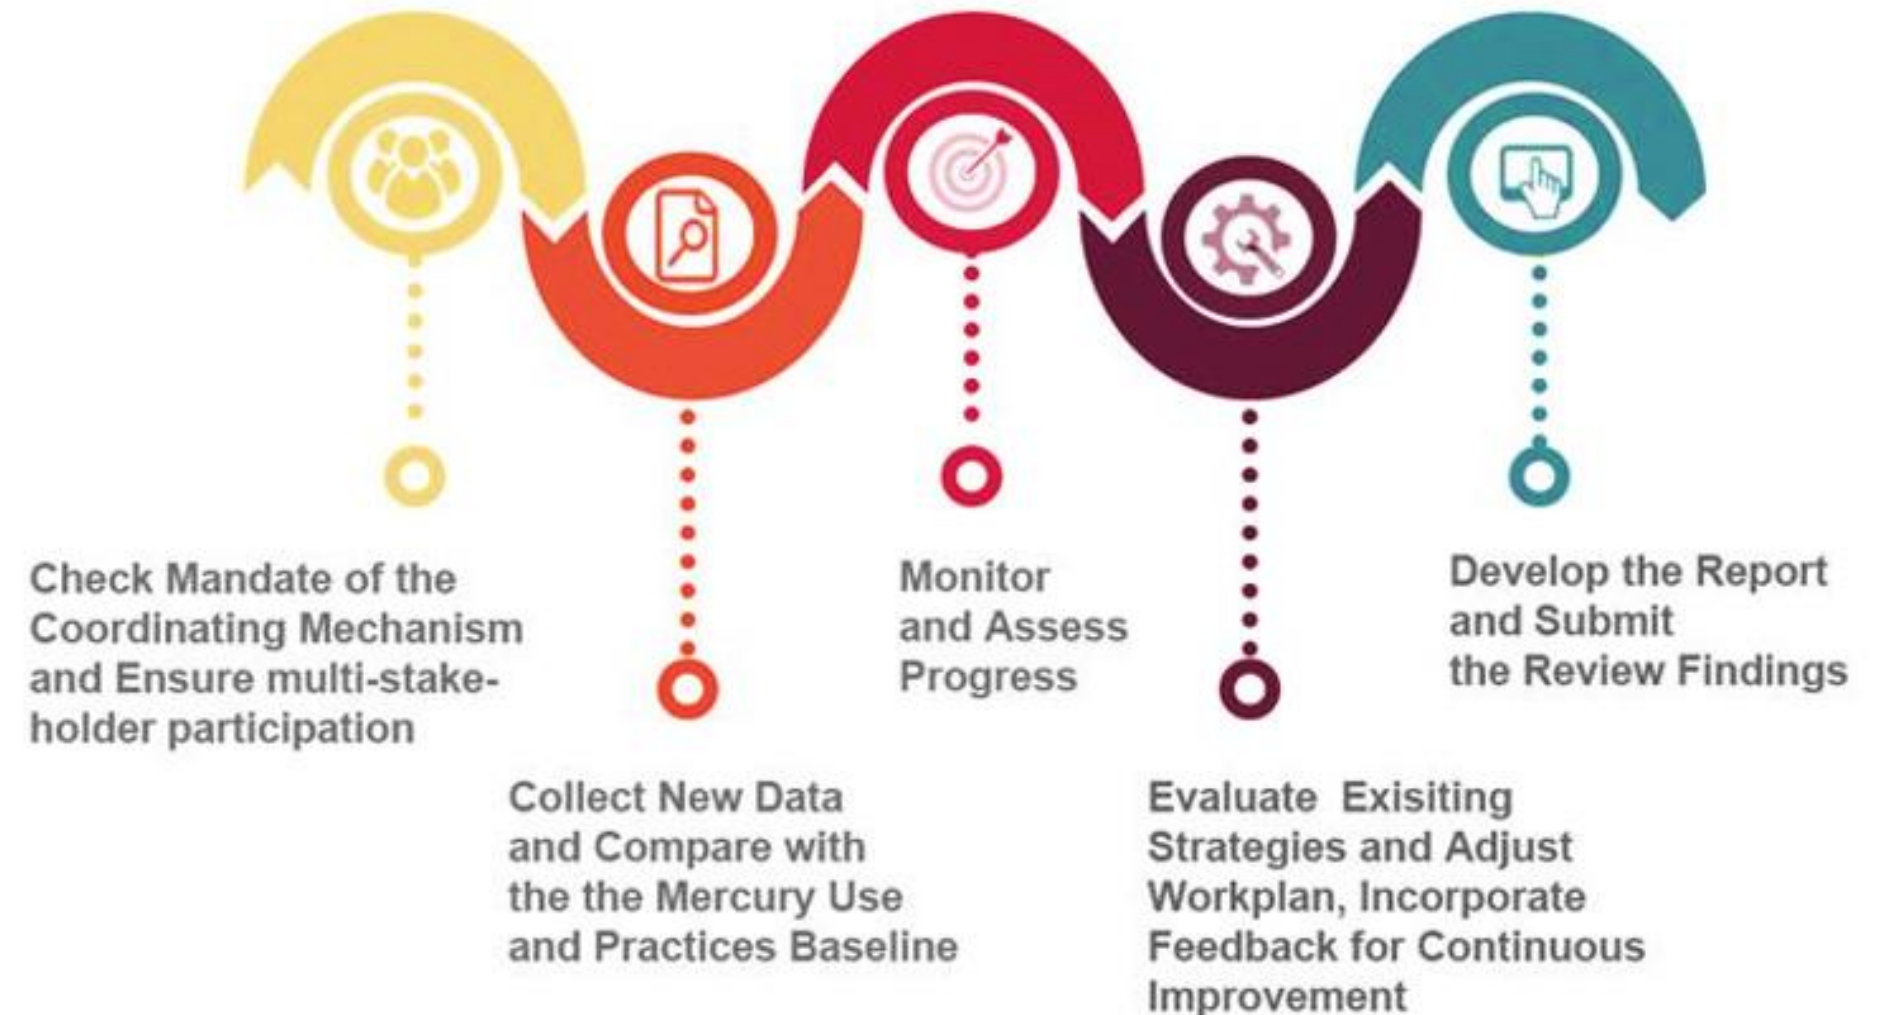 Check Mandate of the
Coordinating Mechanism
and Ensure multi-stake-
holder participation
Collect New Data
and Compare with
the the Mercury Use
and Practices Baseline
Monitor
and Assess
Progress
Evaluate Exisiting
Strategies and Adjust
Workplan, Incorporate
Feedback for Continuous
Improvement
Develop the Report
and Submit
the Review Findings